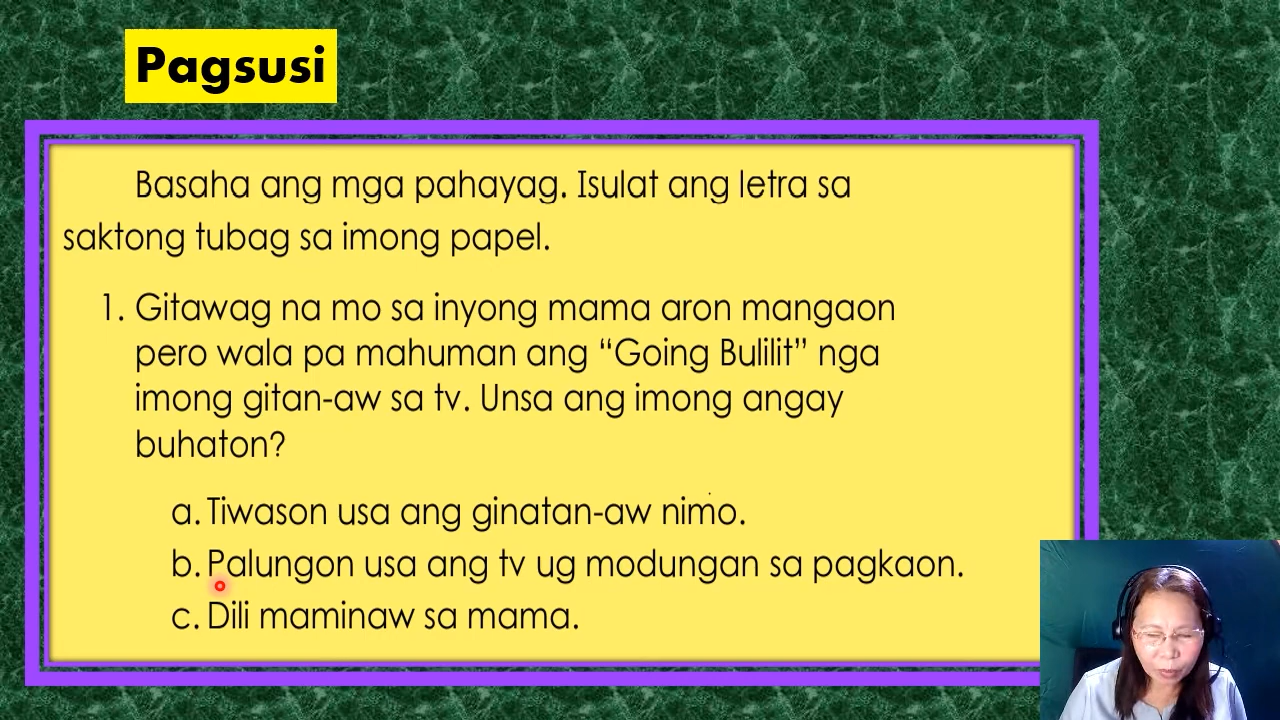 Pagsusi
Basaha ang mga pahayag. Isulat ang letra sa
saktong tubag sa imong papel.
1. Gitawag na mo sa inyong mama aron mangaon
pero wala pa mahuman ang “Going Bulilit” nga
imong gitan-aw sa tv. Unsa ang imong angay
buhaton?
a. Tiwason usa ang ginatan-aw nimo.
b. Palungon usa ang tv ug modungan sa pagkaon.
c. Dili maminaw sa mama.